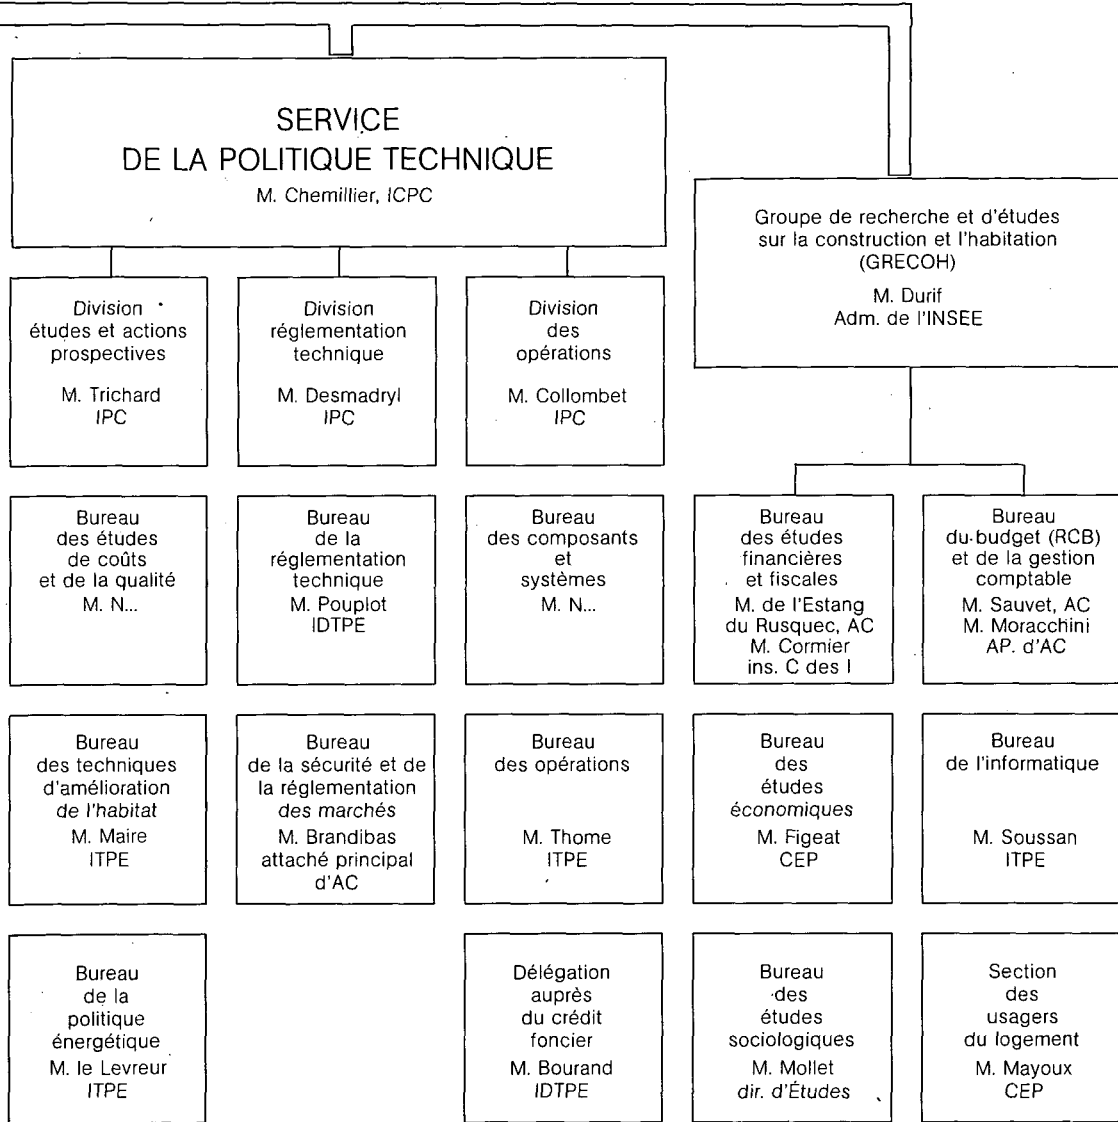 SERVICE
DE LA POLITIQUE TECHNIQUE
M. Chemillier, ICPC
Groupe de recherche et d'études
sur la construction et l'habitation
(GRECOH)
M. Durif
Adm. de l'INSEE
Division
études et actions
prospectives
M. Trichard
IPC
Division
réglementation
technique
M. Desmadryl
IPC
Division
des
opérations
M. Collombet
IPC
Bureau
des études
de coûts
et de la qualité
M. N...
Bureau
de la
réglementation
technique
M. Pouplot
IDTPE
Bureau
des composants
et
systèmes
M. N...
Bureau
des études
financières
et fiscales
M. de l'Estang
du Rusquec, AC
M. Cormier
ins. C des I
Bureau
du budget (RCB)
et de la gestion
comptable
M. Sauvet, AC
M. Moracchini
AP. d'AC
Bureau
des techniques
d'amélioration
de l'habitat
M. Maire
ITPE
Bureau
de la sécurité et de
la réglementation
des marchés
M. Brandibas
attaché principal
d'AC
Bureau
des opérations
M. Thome
ITPE
Bureau
des
études
économiques
M. Figeat
CEP
Bureau
de l'informatique
M. Soussan
ITPE
Bureau
de la
politique
énergétique
M. le Levreur
ITPE
Délégation
auprès
du crédit
foncier
M. Bourand
IDTPE
Bureau
des
études
sociologiques
M. Mollet
dir. d'Études
Section
des
usagers
du logement
M. Mayoux
CEP